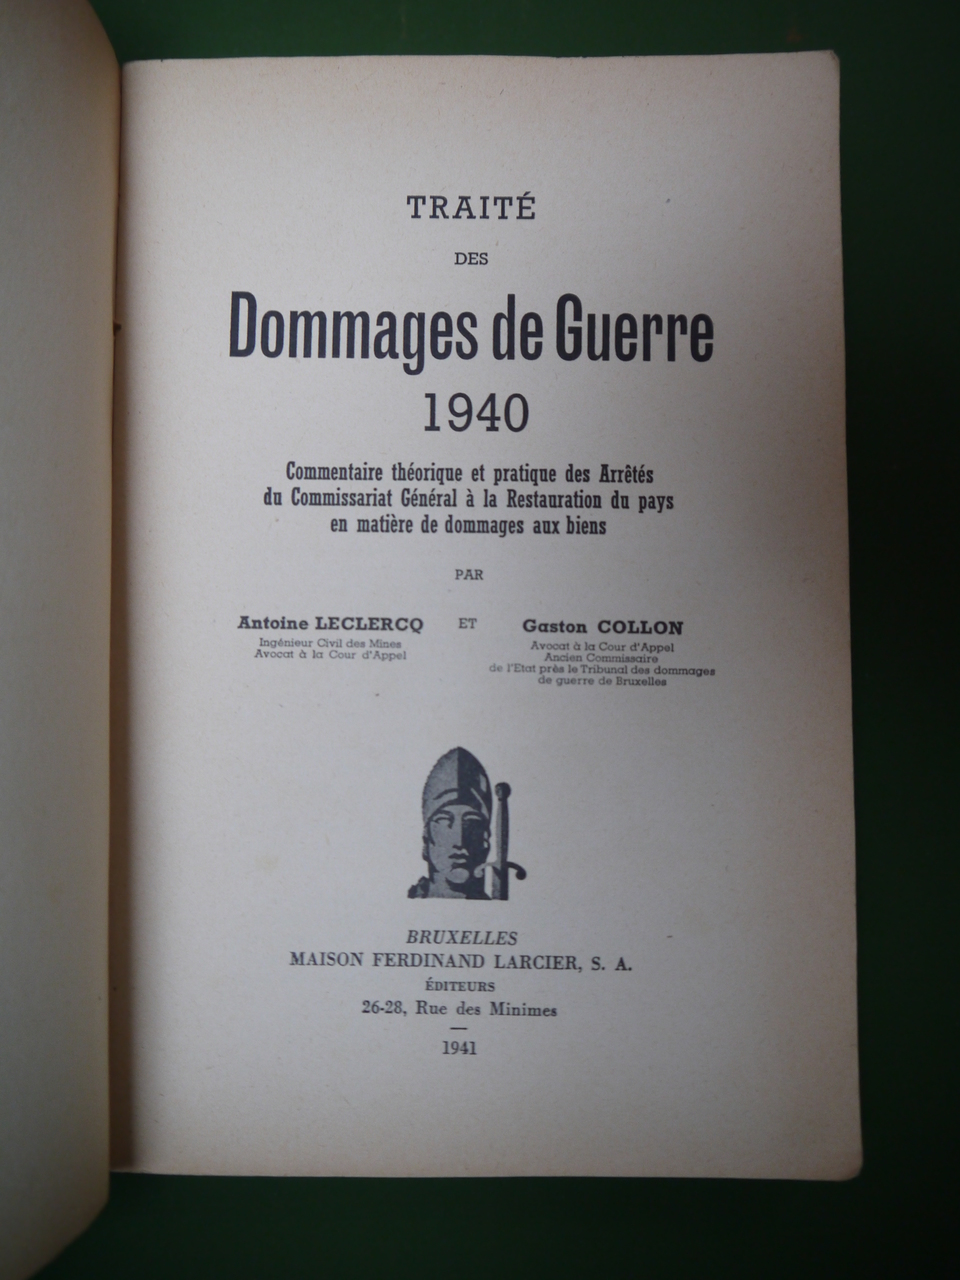 TRAITÉ
DES
Dommages de Guerre
1940
Commentaire théorique et pratique des Arrêtés
du Commissariat Général à la Restauration du pays
en matière de dommages aux biens
PAR
Antoine LECLERCQ
Ingénieur Civil des Mines
Avocat à la Cour d'Appel
ET
Gaston COLLON
Avocat à la Cour d'Appel
Ancien Commissaire
de l'Etat près le Tribunal des dommages
de guerre de Bruxelles
BRUXELLES
MAISON FERDINAND LARCIER, S. A.
ÉDITEURS
26-28, Rue des Minimes
1941